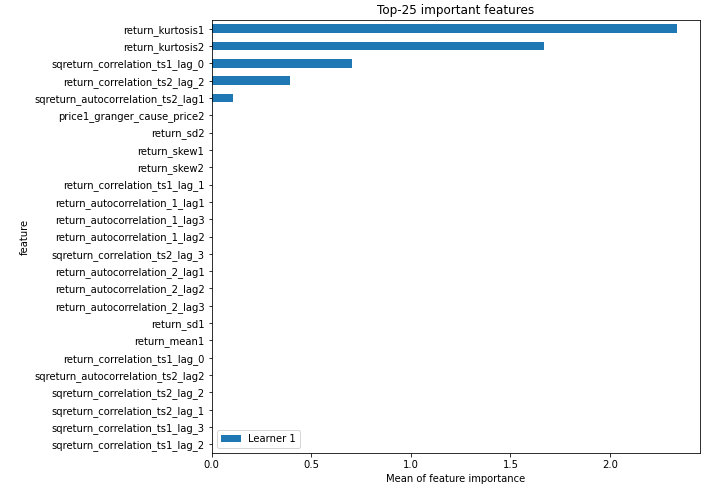 Top-25 important features
return_kurtosis1
return_kurtosis2
sqreturn_correlation_ts1_lag_0
return_correlation_ts2_lag_2
sqreturn_autocorrelation_ts2_lag1
price1_granger_cause_price2
return_sd2
return_skew1
return_skew2
return_correlation_ts1_lag_1
return_autocorrelation_1_lag1
return_autocorrelation_1_lag3
return_autocorrelation_1_lag2
sqreturn_correlation_ts2_lag_3
return_autocorrelation_2_lag1
return_autocorrelation_2_lag2
return_autocorrelation_2_lag3
return_sd1
return_mean1
return_correlation_ts1_lag_0
sqreturn_autocorrelation_ts2_lag2
sqreturn_correlation_ts2_lag_2
sqreturn_correlation_ts2_lag_1
sqreturn_correlation_ts1_lag_3
sqreturn_correlation_ts1_lag_2
feature
Learner 1
0.0 0.5 1.0 1.5 2.0
Mean of feature importance